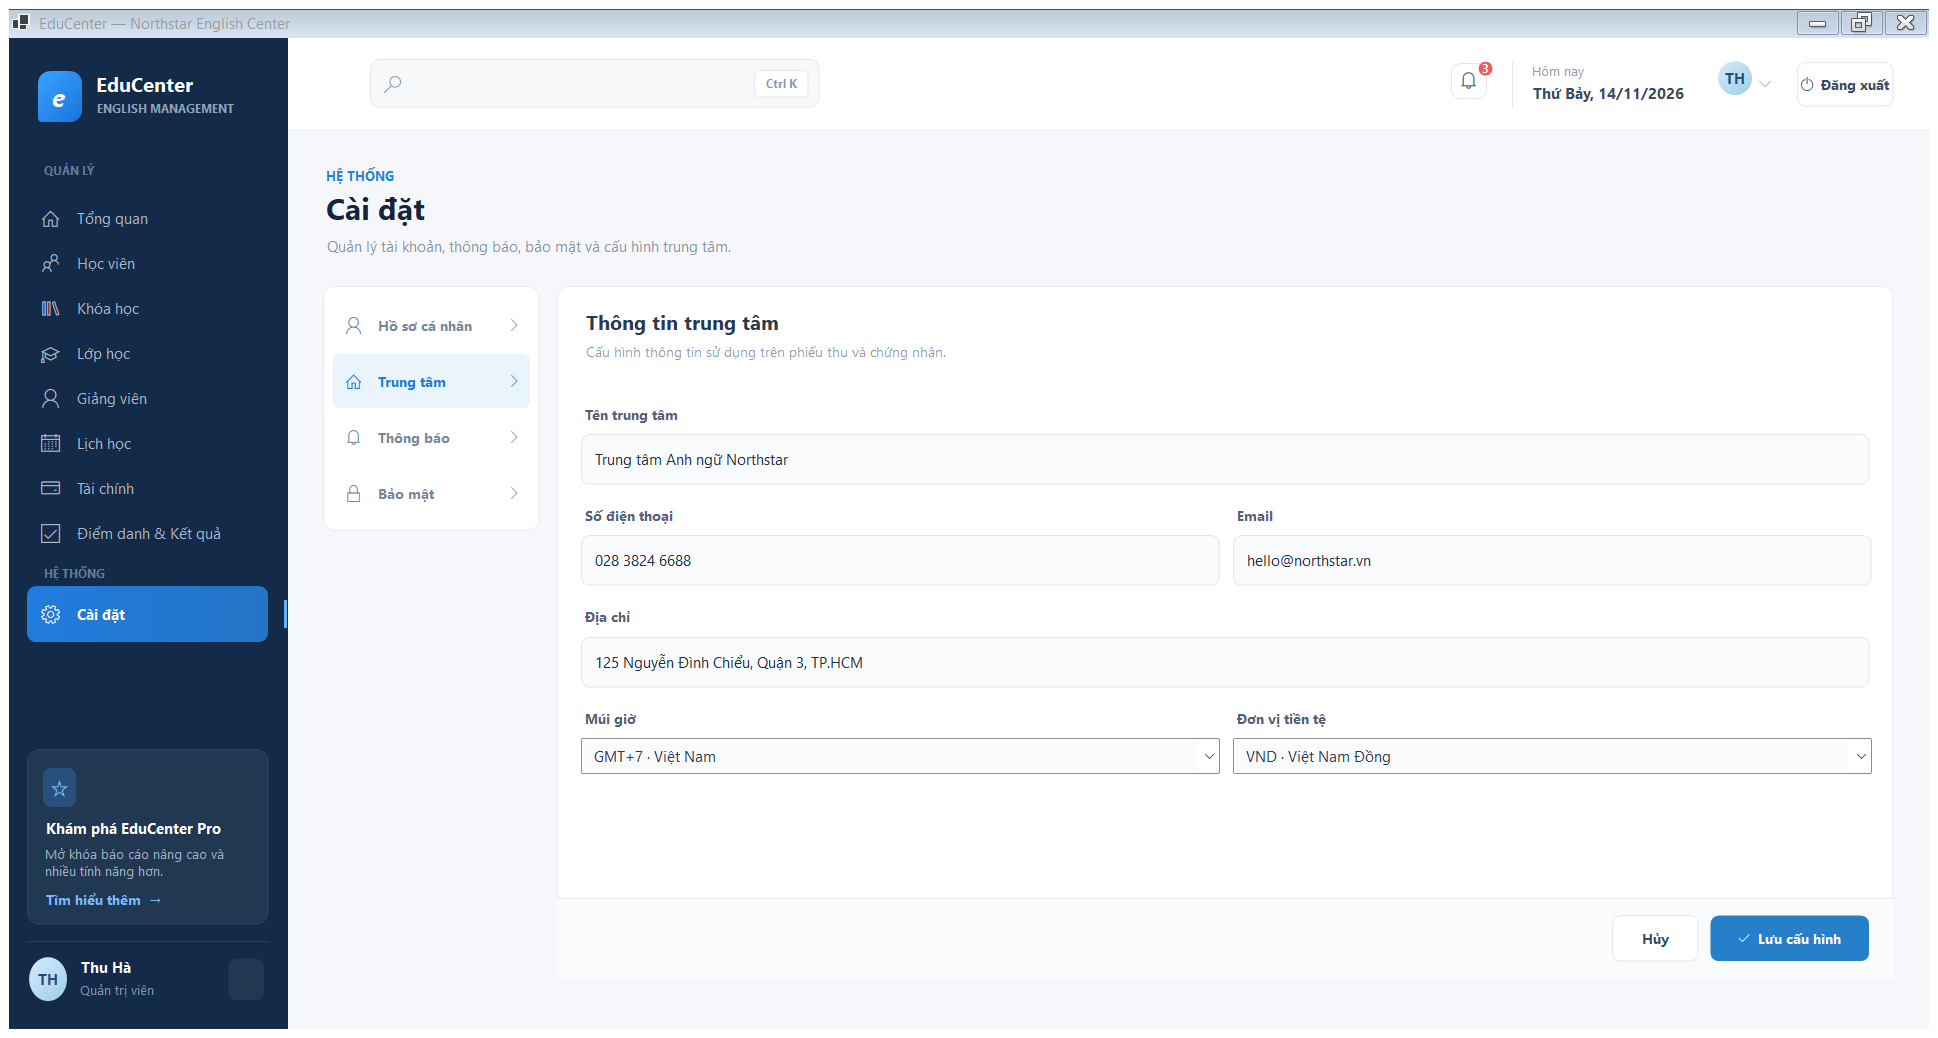 EduCenter — Northstar English Center
e
EduCenter
ENGLISH MANAGEMENT
QUẢN LÝ
Tổng quan
Học viên
Khóa học
Lớp học
Giảng viên
Lịch học
Tài chính
Điểm danh & Kết quả
HỆ THỐNG
Cài đặt
Khám phá EduCenter Pro
Mở khóa báo cáo nâng cao và
nhiều tính năng hơn.
Tìm hiểu thêm →
TH
Thu Hà
Quản trị viên
Ctrl K
3
Hôm nay
Thứ Bảy, 14/11/2026
TH
Đăng xuất
HỆ THỐNG
Cài đặt
Quản lý tài khoản, thông báo, bảo mật và cấu hình trung tâm.
Hồ sơ cá nhân
Trung tâm
Thông báo
Bảo mật
Thông tin trung tâm
Cấu hình thông tin sử dụng trên phiếu thu và chứng nhận.
Tên trung tâm
Trung tâm Anh ngữ Northstar
Số điện thoại
028 3824 6688
Email
hello@northstar.vn
Địa chỉ
125 Nguyễn Đình Chiểu, Quận 3, TP.HCM
Múi giờ
GMT+7 · Việt Nam
Đơn vị tiền tệ
VND · Việt Nam Đồng
Hủy
Lưu cấu hình